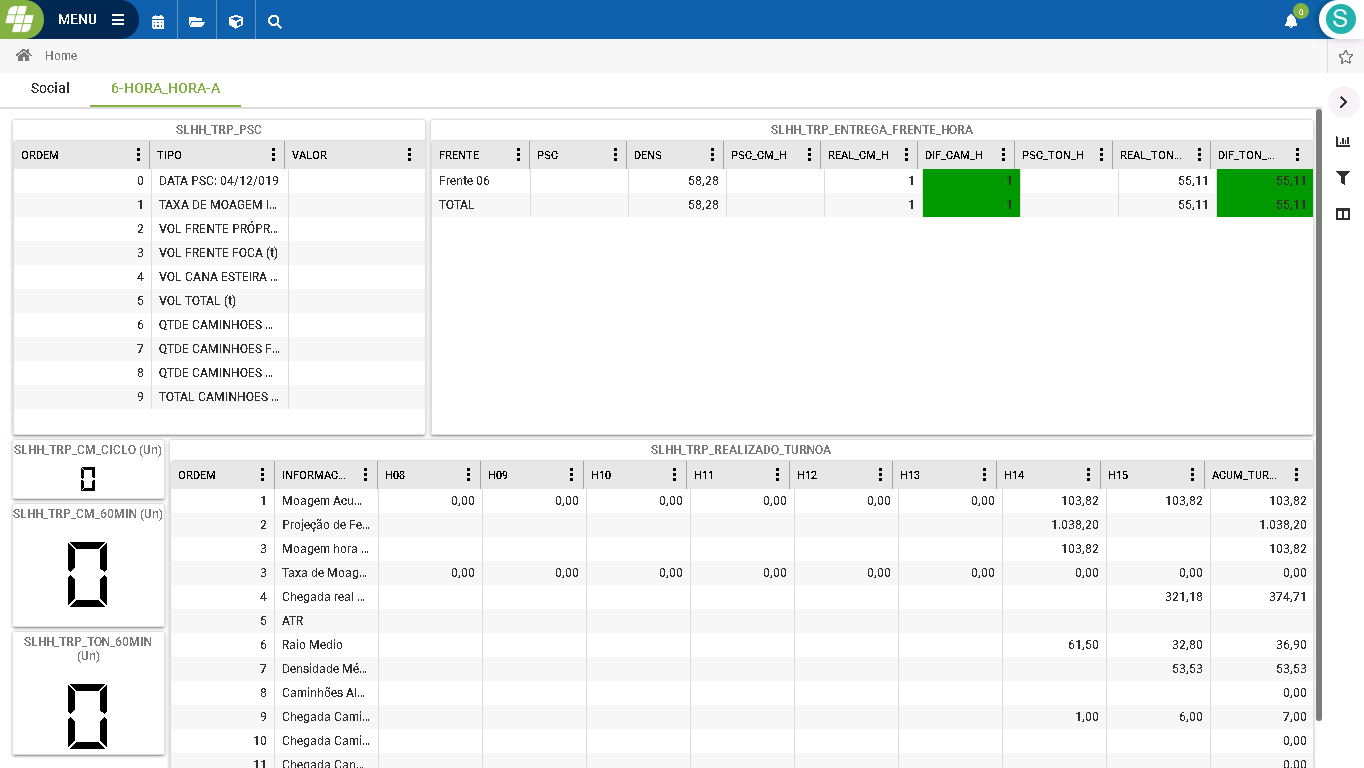 MENU
0
S
Home
Social 6-HORA_HORA-A
SLHH_TRP_PSC
ORDEM TIPO VALOR
0 DATA PSC: 04/12/019
1 TAXA DE MOAGEM I...
2 VOL FRENTE PRÓPR...
3 VOL FRENTE FOCA (t)
4 VOL CANA ESTEIRA ...
5 VOL TOTAL (t)
6 QTDE CAMINHOES ...
7 QTDE CAMINHOES F...
8 QTDE CAMINHOES ...
9 TOTAL CAMINHOES ...
SLHH_TRP_ENTREGA_FRENTE_HORA
FRENTE PSC DENS PSC_CM_H REAL_CM_H DIF_CAM_H PSC_TON_H REAL_TON... DIF_TON_...
Frente 06 58,28 1 1 55,11 55,11
TOTAL 58,28 1 1 55,11 55,11
SLHH_TRP_CM_CICLO (Un)
0
SLHH_TRP_CM_60MIN (Un)
0
SLHH_TRP_TON_60MIN
(Un)
0
SLHH_TRP_REALIZADO_TURNOA
ORDEM INFORMAC... H08 H09 H10 H11 H12 H13 H14 H15 ACUM_TUR...
1 Moagem Acu... 0,00 0,00 0,00 0,00 0,00 0,00 103,82 103,82 103,82
2 Projeção de Fe... 1.038,20 1.038,20
3 Moagem hora ... 103,82 103,82
3 Taxa de Moag... 0,00 0,00 0,00 0,00 0,00 0,00 0,00 0,00 0,00
4 Chegada real ... 321,18 374,71
5 ATR
6 Raio Medio 61,50 32,80 36,90
7 Densidade Mé... 53,53 53,53
8 Caminhões Al... 0,00
9 Chegada Cami... 1,00 6,00 7,00
10 Chegada Cami... 0,00
11 Chegada Can... 0,00